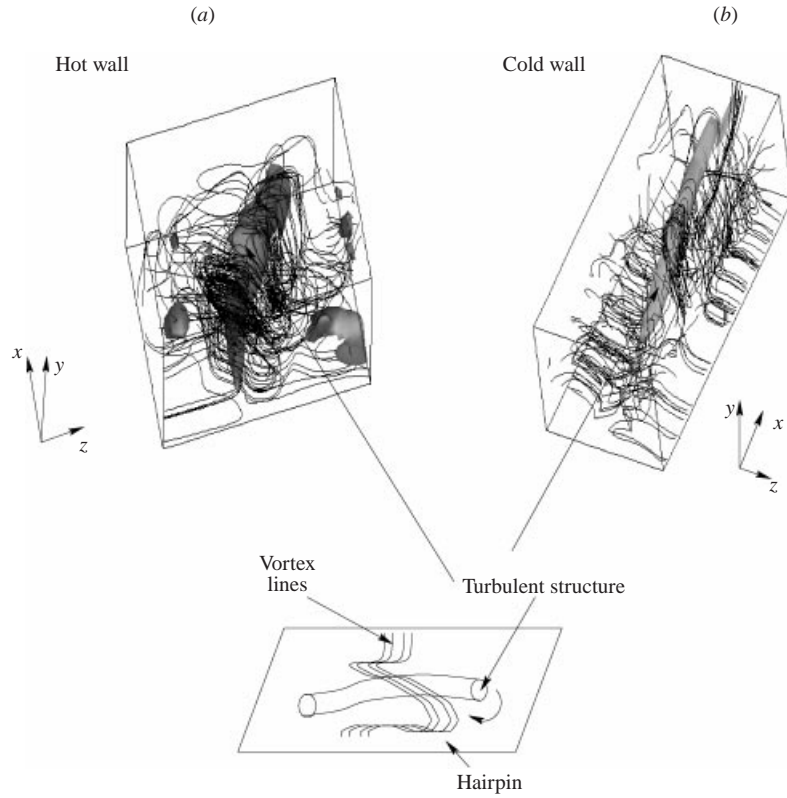 (a)
(b)
Hot wall
Cold wall
x
y
z
y
x
z
Vortex
lines
Turbulent structure
Hairpin